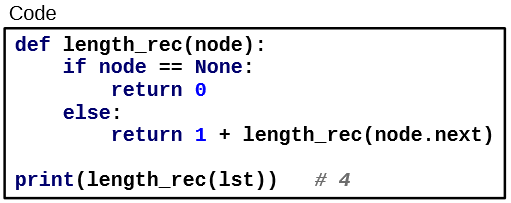 Code
def length_rec(node):
    if node == None:
        return 0
    else:
        return 1 + length_rec(node.next)
print(length_rec(lst))   # 4